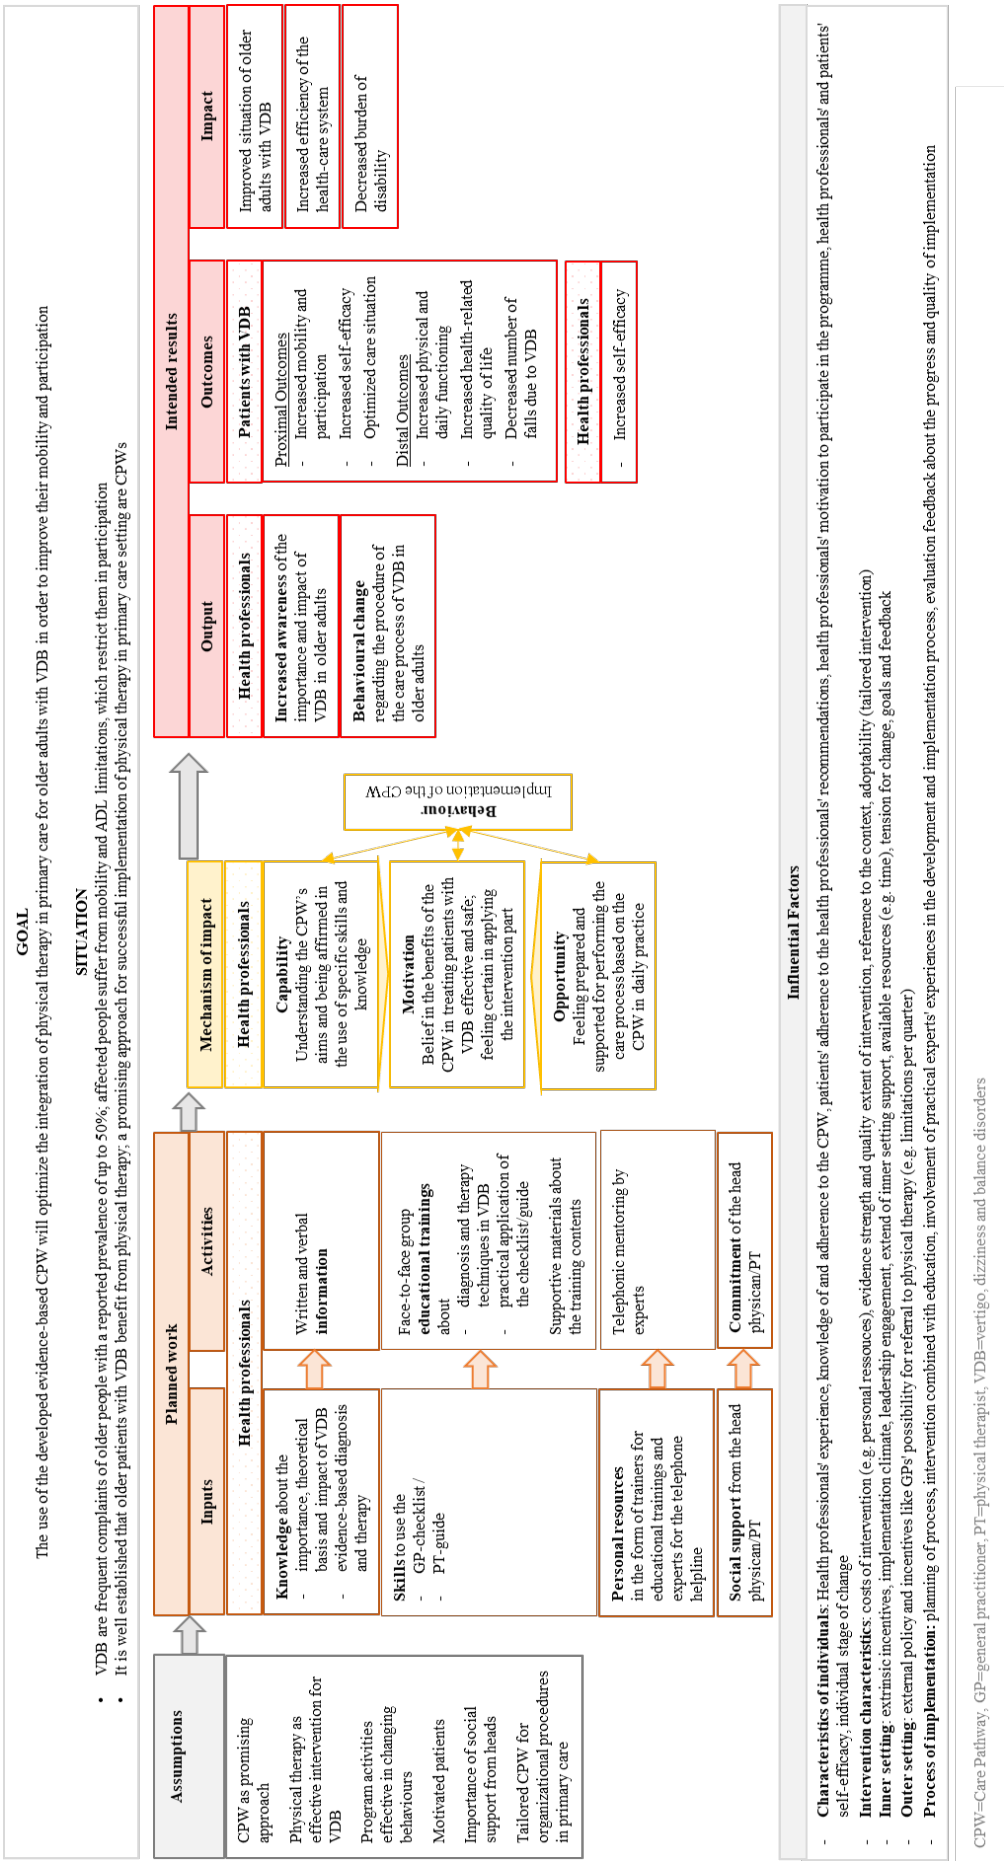 GOAL
The use of the developed evidence-based CPW will optimize the integration of physical therapy in primary care for older adults with VDB in order to improve their mobility and participation
SITUATION
• VDB are frequent complaints of older people with a reported prevalence of up to 50%; affected people suffer from mobility and ADL limitations, which restrict them in participation
• It is well established that older patients with VDB benefit from physical therapy; a promising approach for successful implementation of physical therapy in primary care setting are CPWs
Assumptions
CPW as promising
approach
Physical therapy as
effective intervention for
VDB
Program activities
effective in changing
behaviours
Motivated patients
Importance of social
support from heads
Tailored CPW for
organizational procedures
in primary care
Planned work
Inputs
Activities
Health professionals
Knowledge about the
- importance, theoretical
basis and impact of VDB
- evidence-based diagnosis
and therapy
Written and verbal
information
Skills to use the
- GP-checklist /
- PT-guide
Face-to-face group
educational trainings
about
- diagnosis and therapy
techniques in VDB
- practical application of
the checklist/guide
Supportive materials about
the training contents
Personal resources
in the form of trainers for
educational trainings and
experts for the telephone
helpline
Telephonic mentoring by
experts
Social support from the head
physican/PT
Commitment of the head
physican/PT
Mechanism of impact
Health professionals
Capability
Understanding the CPW's
aims and being affirmed in
the use of specific skills and
knowledge
Motivation
Belief in the benefits of the
CPW in treating patients with
VDB effective and safe;
feeling certain in applying
the intervention part
Opportunity
Feeling prepared and
supported for performing the
care process based on the
CPW in daily practice
Behaviour
Implementation of the CPW
Intended results
Output
Health professionals
Increased awareness of the
importance and impact of
VDB in older adults
Behavioural change
regarding the procedure of
the care process of VDB in
older adults
Outcomes
Patients with VDB
Proximal Outcomes
- Increased mobility and
participation
- Increased self-efficacy
- Optimized care situation
Distal Outcomes
- Increased physical and
daily functioning
- Increased health-related
quality of life
- Decreased number of
falls due to VDB
Health professionals
- Increased self-efficacy
Impact
Improved situation of older
adults with VDB
Increased efficiency of the
health-care system
Decreased burden of
disability
Influential Factors
- Characteristics of individuals: Health professionals' experience, knowledge of and adherence to the CPW, patients' adherence to the health professionals' recommendations, health professionals' motivation to participate in the programme, health professionals' and patients'
self-efficacy, individual stage of change
- Intervention characteristics: costs of intervention (e.g. personal ressouces), evidence strength and quality extent of intervention, reference to the context, adoptability (tailored intervention)
- Inner setting: extrinsic incentives, implementation climate, leadership engagement, extend of inner setting support, available resources (e.g. time), tension for change, goals and feedback
- Outer setting: external policy and incentives like GPs' possibility for referral to physical therapy (e.g. limitations per quarter)
- Process of implementation: planning of process, intervention combined with education, involvement of practical experts' experiences in the development and implementation process, evaluation feedback about the progress and quality of implementation
CPW=Care Pathway, GP=general practitioner, PT=physical therapist, VDB=vertigo, dizziness and balance disorders